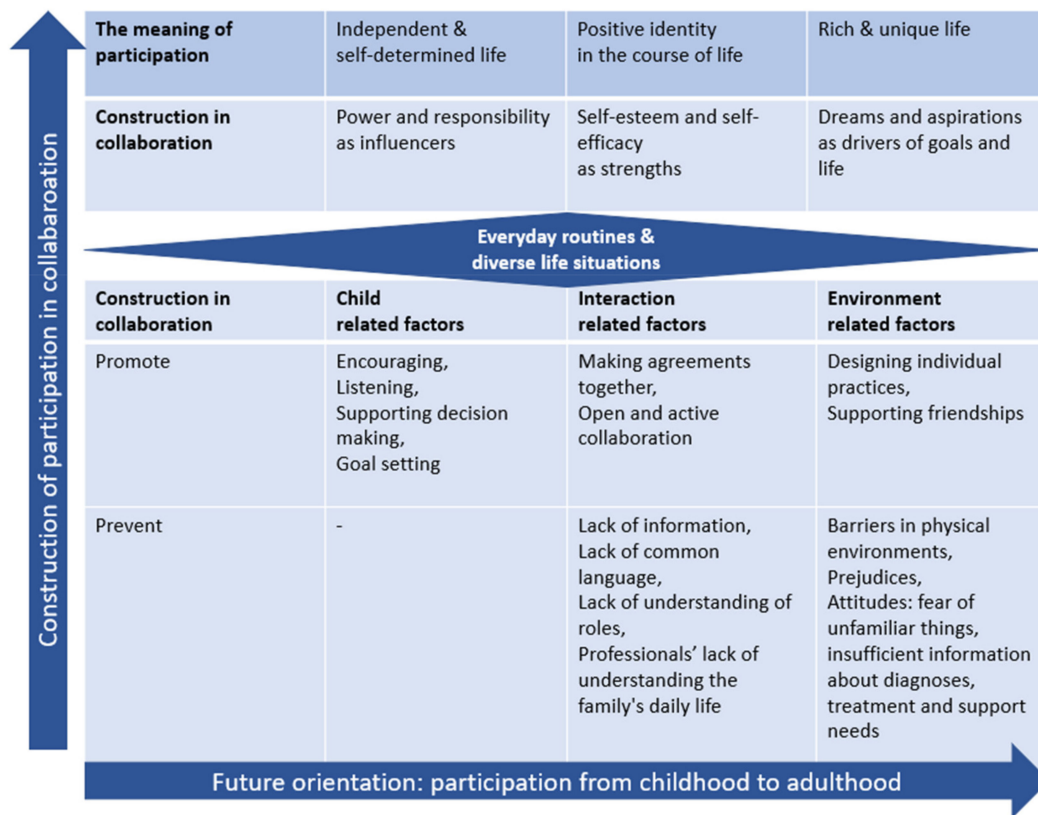 Construction of participation in collabaroation
The meaning of
participation
Independent &
self-determined life
Positive identity
in the course of life
Rich & unique life
Construction in
collaboration
Power and responsibility
as influencers
Self-esteem and self-
efficacy
as strengths
Dreams and aspirations
as drivers of goals and
life
Everyday routines &
diverse life situations
Construction in
collaboration
Child
related factors
Interaction
related factors
Environment
related factors
Promote
Encouraging,
Listening,
Supporting decision
making,
Goal setting
Making agreements
together,
Open and active
collaboration
Designing individual
practices,
Supporting friendships
Prevent
-
Lack of information,
Lack of common
language,
Lack of understanding of
roles,
Professionals’ lack of
understanding the
family's daily life
Barriers in physical
environments,
Prejudices,
Attitudes: fear of
unfamiliar things,
insufficient information
about diagnoses,
treatment and support
needs
Future orientation: participation from childhood to adulthood